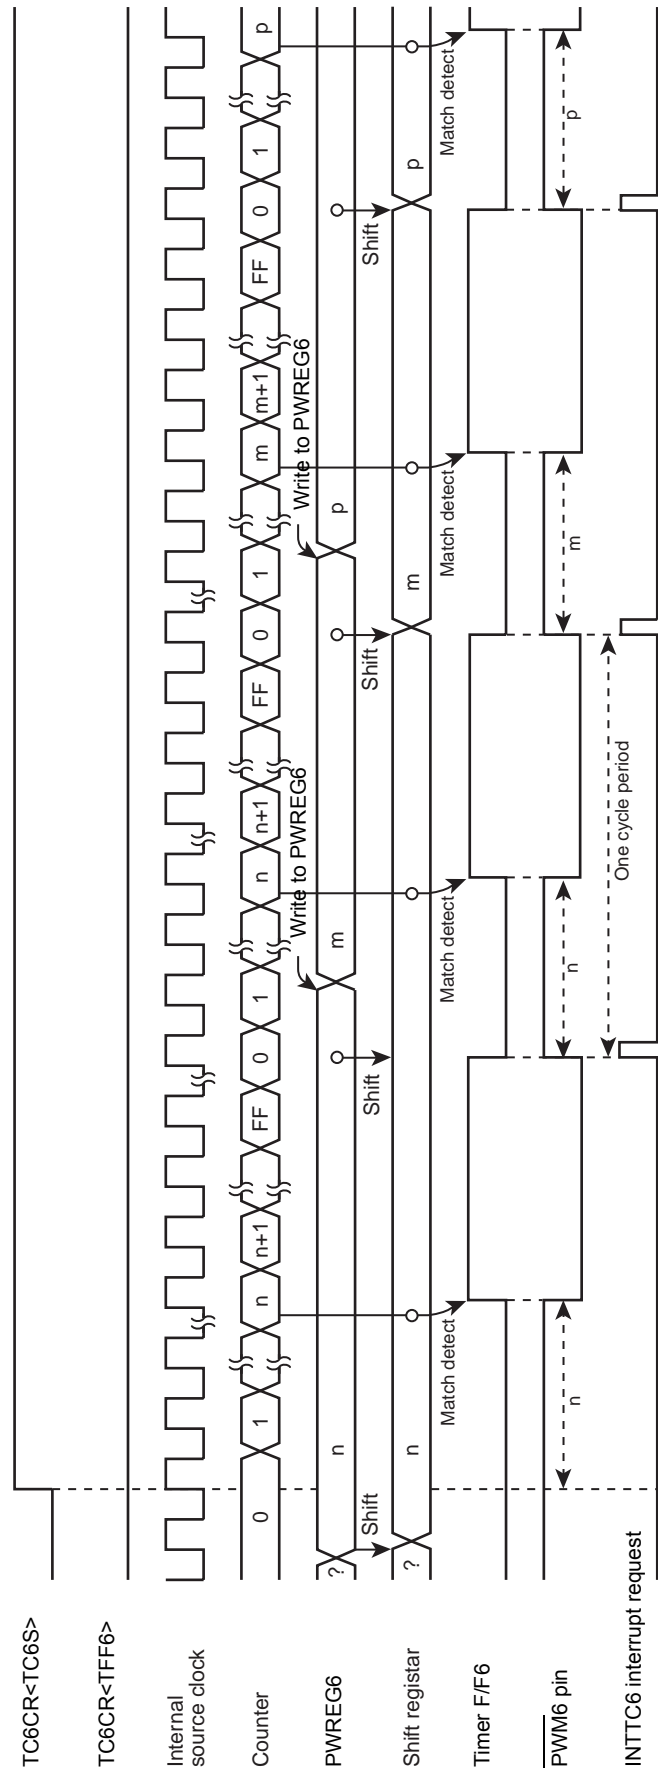 TC6CR<TC6S>
TC6CR<TFF6>
Internal
source clock
Counter
0 1 n n+1 FF 0 1 n n+1 FF 0 1 m m+1 FF 0 1 p
Write to PWREG6
Write to PWREG6
PWREG6
? n m p
Shift
Shift
Shift
Shift
Shift registar
? n m p
Match detect
Match detect
Match detect
Match detect
Timer F/F6
PWM6 pin
n n m p
One cycle period
INTTC6 interrupt request